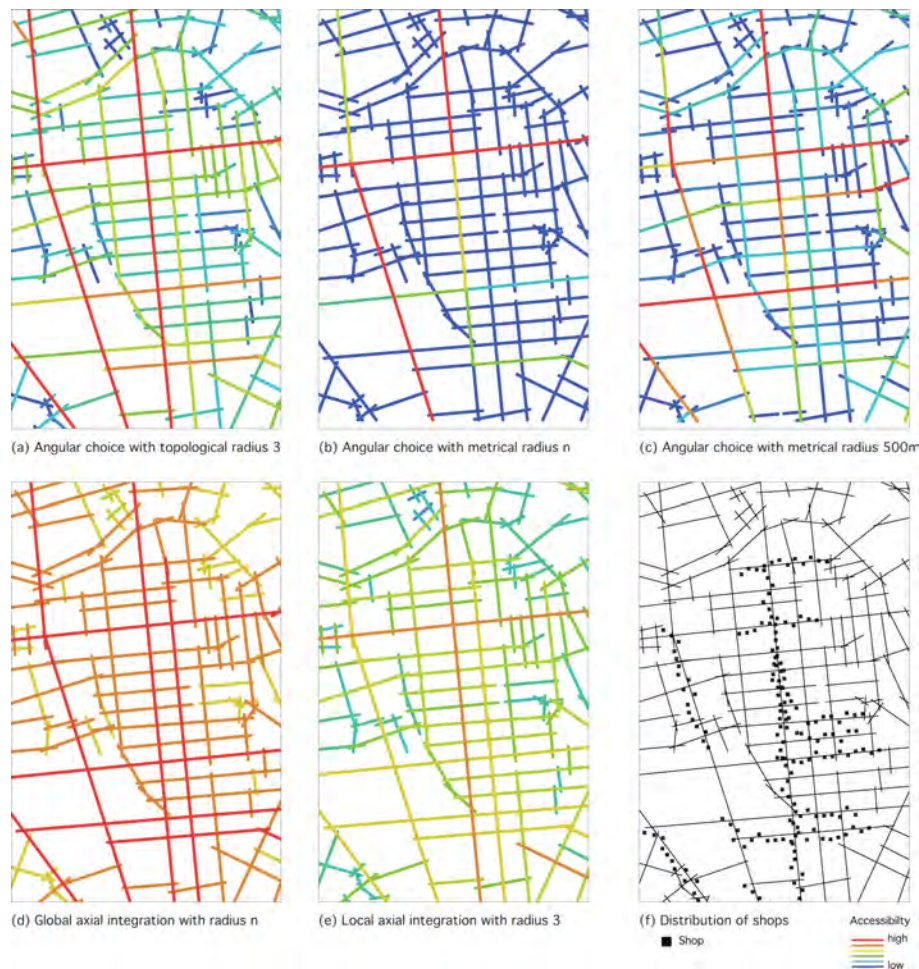 (a) Angular choice with topological radius 3
(b) Angular choice with metrical radius n
(c) Angular choice with metrical radius 500m
(d) Global axial integration with radius n
(e) Local axial integration with radius 3
(f) Distribution of shops
Shop
Accessibilty
high
low